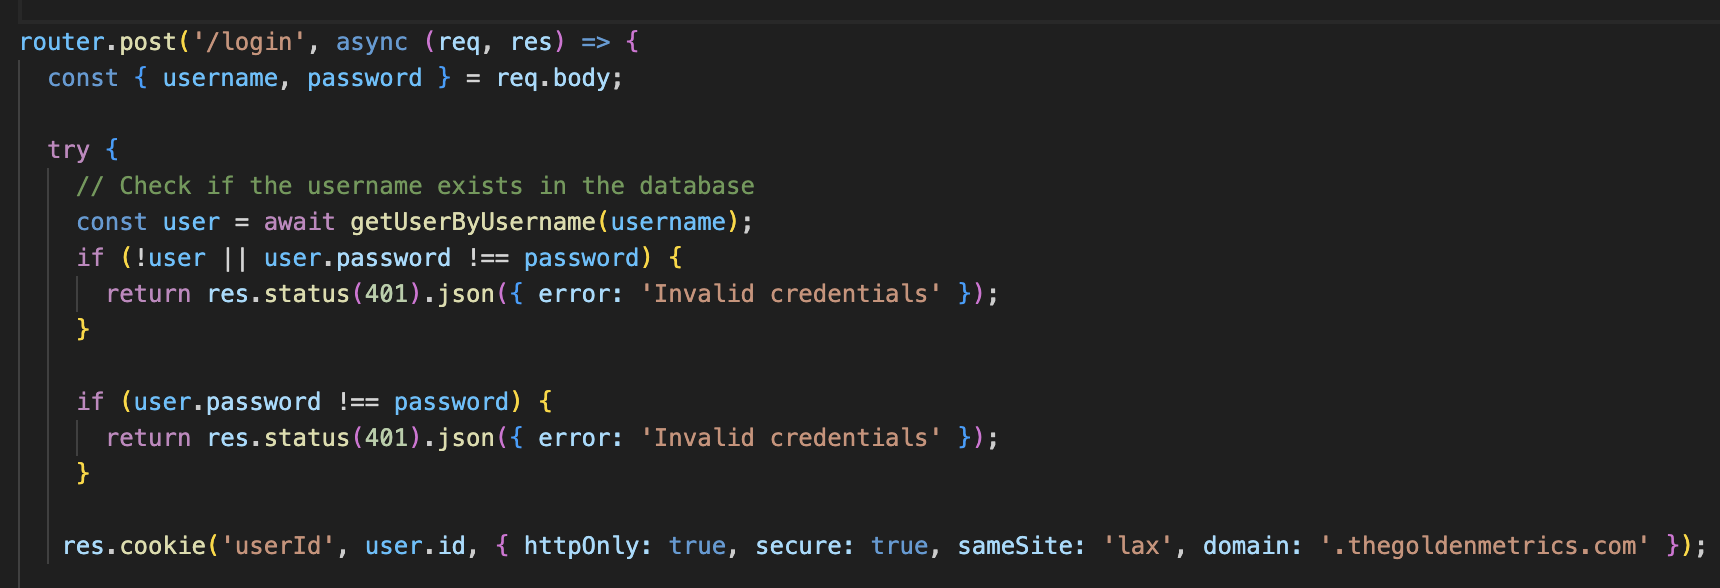 router.post('/login', async (req, res) => {
  const { username, password } = req.body;

  try {
    // Check if the username exists in the database
    const user = await getUserByUsername(username);
    if (!user || user.password !== password) {
      return res.status(401).json({ error: 'Invalid credentials' });
    }

    if (user.password !== password) {
      return res.status(401).json({ error: 'Invalid credentials' });
    }

   res.cookie('userId', user.id, { httpOnly: true, secure: true, sameSite: 'lax', domain: '.thegoldenmetrics.com' });